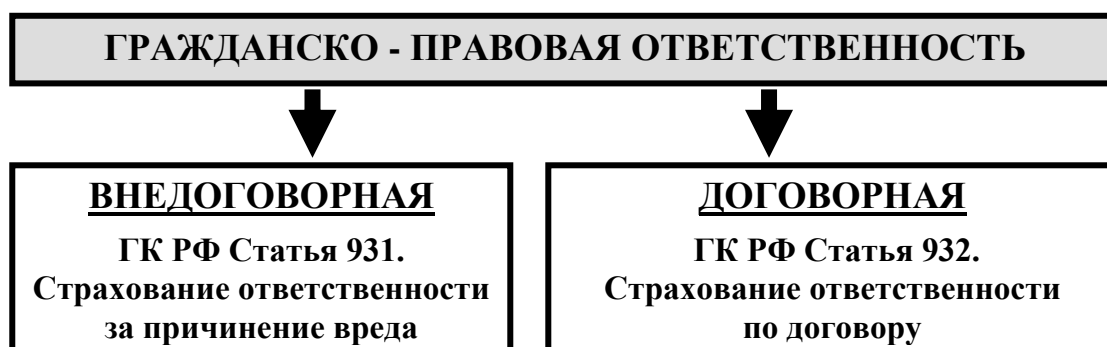 ГРАЖДАНСКО - ПРАВОВАЯ ОТВЕТСТВЕННОСТЬ
ВНЕДОГОВОРНАЯ
ГК РФ Статья 931.
Страхование ответственности
за причинение вреда
ДОГОВОРНАЯ
ГК РФ Статья 932.
Страхование ответственности
по договору